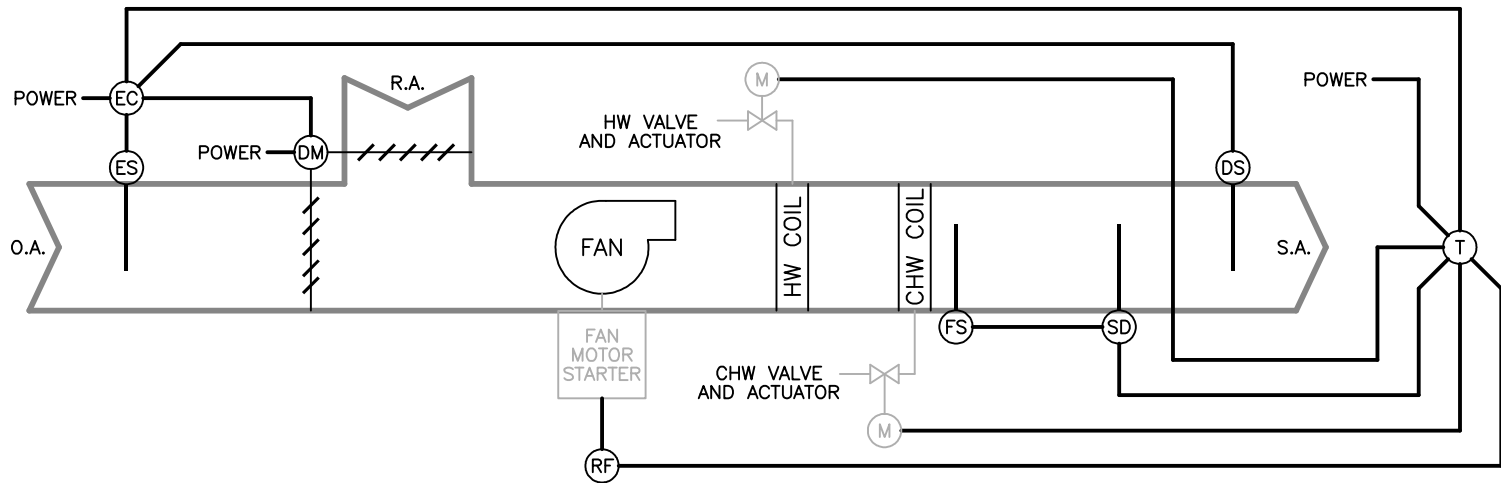 R.A.
M
POWER
POWER
EC
HW VALVE
AND ACTUATOR
POWER
DM
ES
DS
O.A.
FAN
HW COIL
CHW COIL
S.A.
T
FS
SD
FAN
MOTOR
STARTER
CHW VALVE
AND ACTUATOR
M
RF